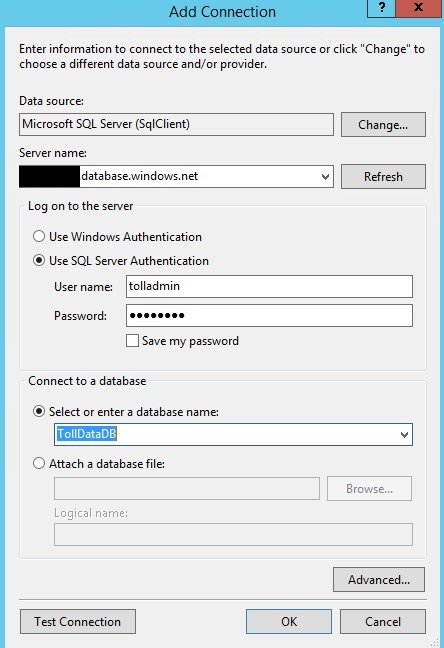 Add Connection
?
x
Enter information to connect to the selected data source or click "Change" to
choose a different data source and/or provider.
Data source:
Microsoft SQL Server (SqlClient)
Change...
Server name:
database.windows.net
Refresh
Log on to the server
Use Windows Authentication
Use SQL Server Authentication
User name:
tolladmin
Password:
●●●●●●●●
Save my password
Connect to a database
Select or enter a database name:
TollDataDB
Attach a database file:
Browse...
Logical name:
Advanced...
Test Connection
OK
Cancel